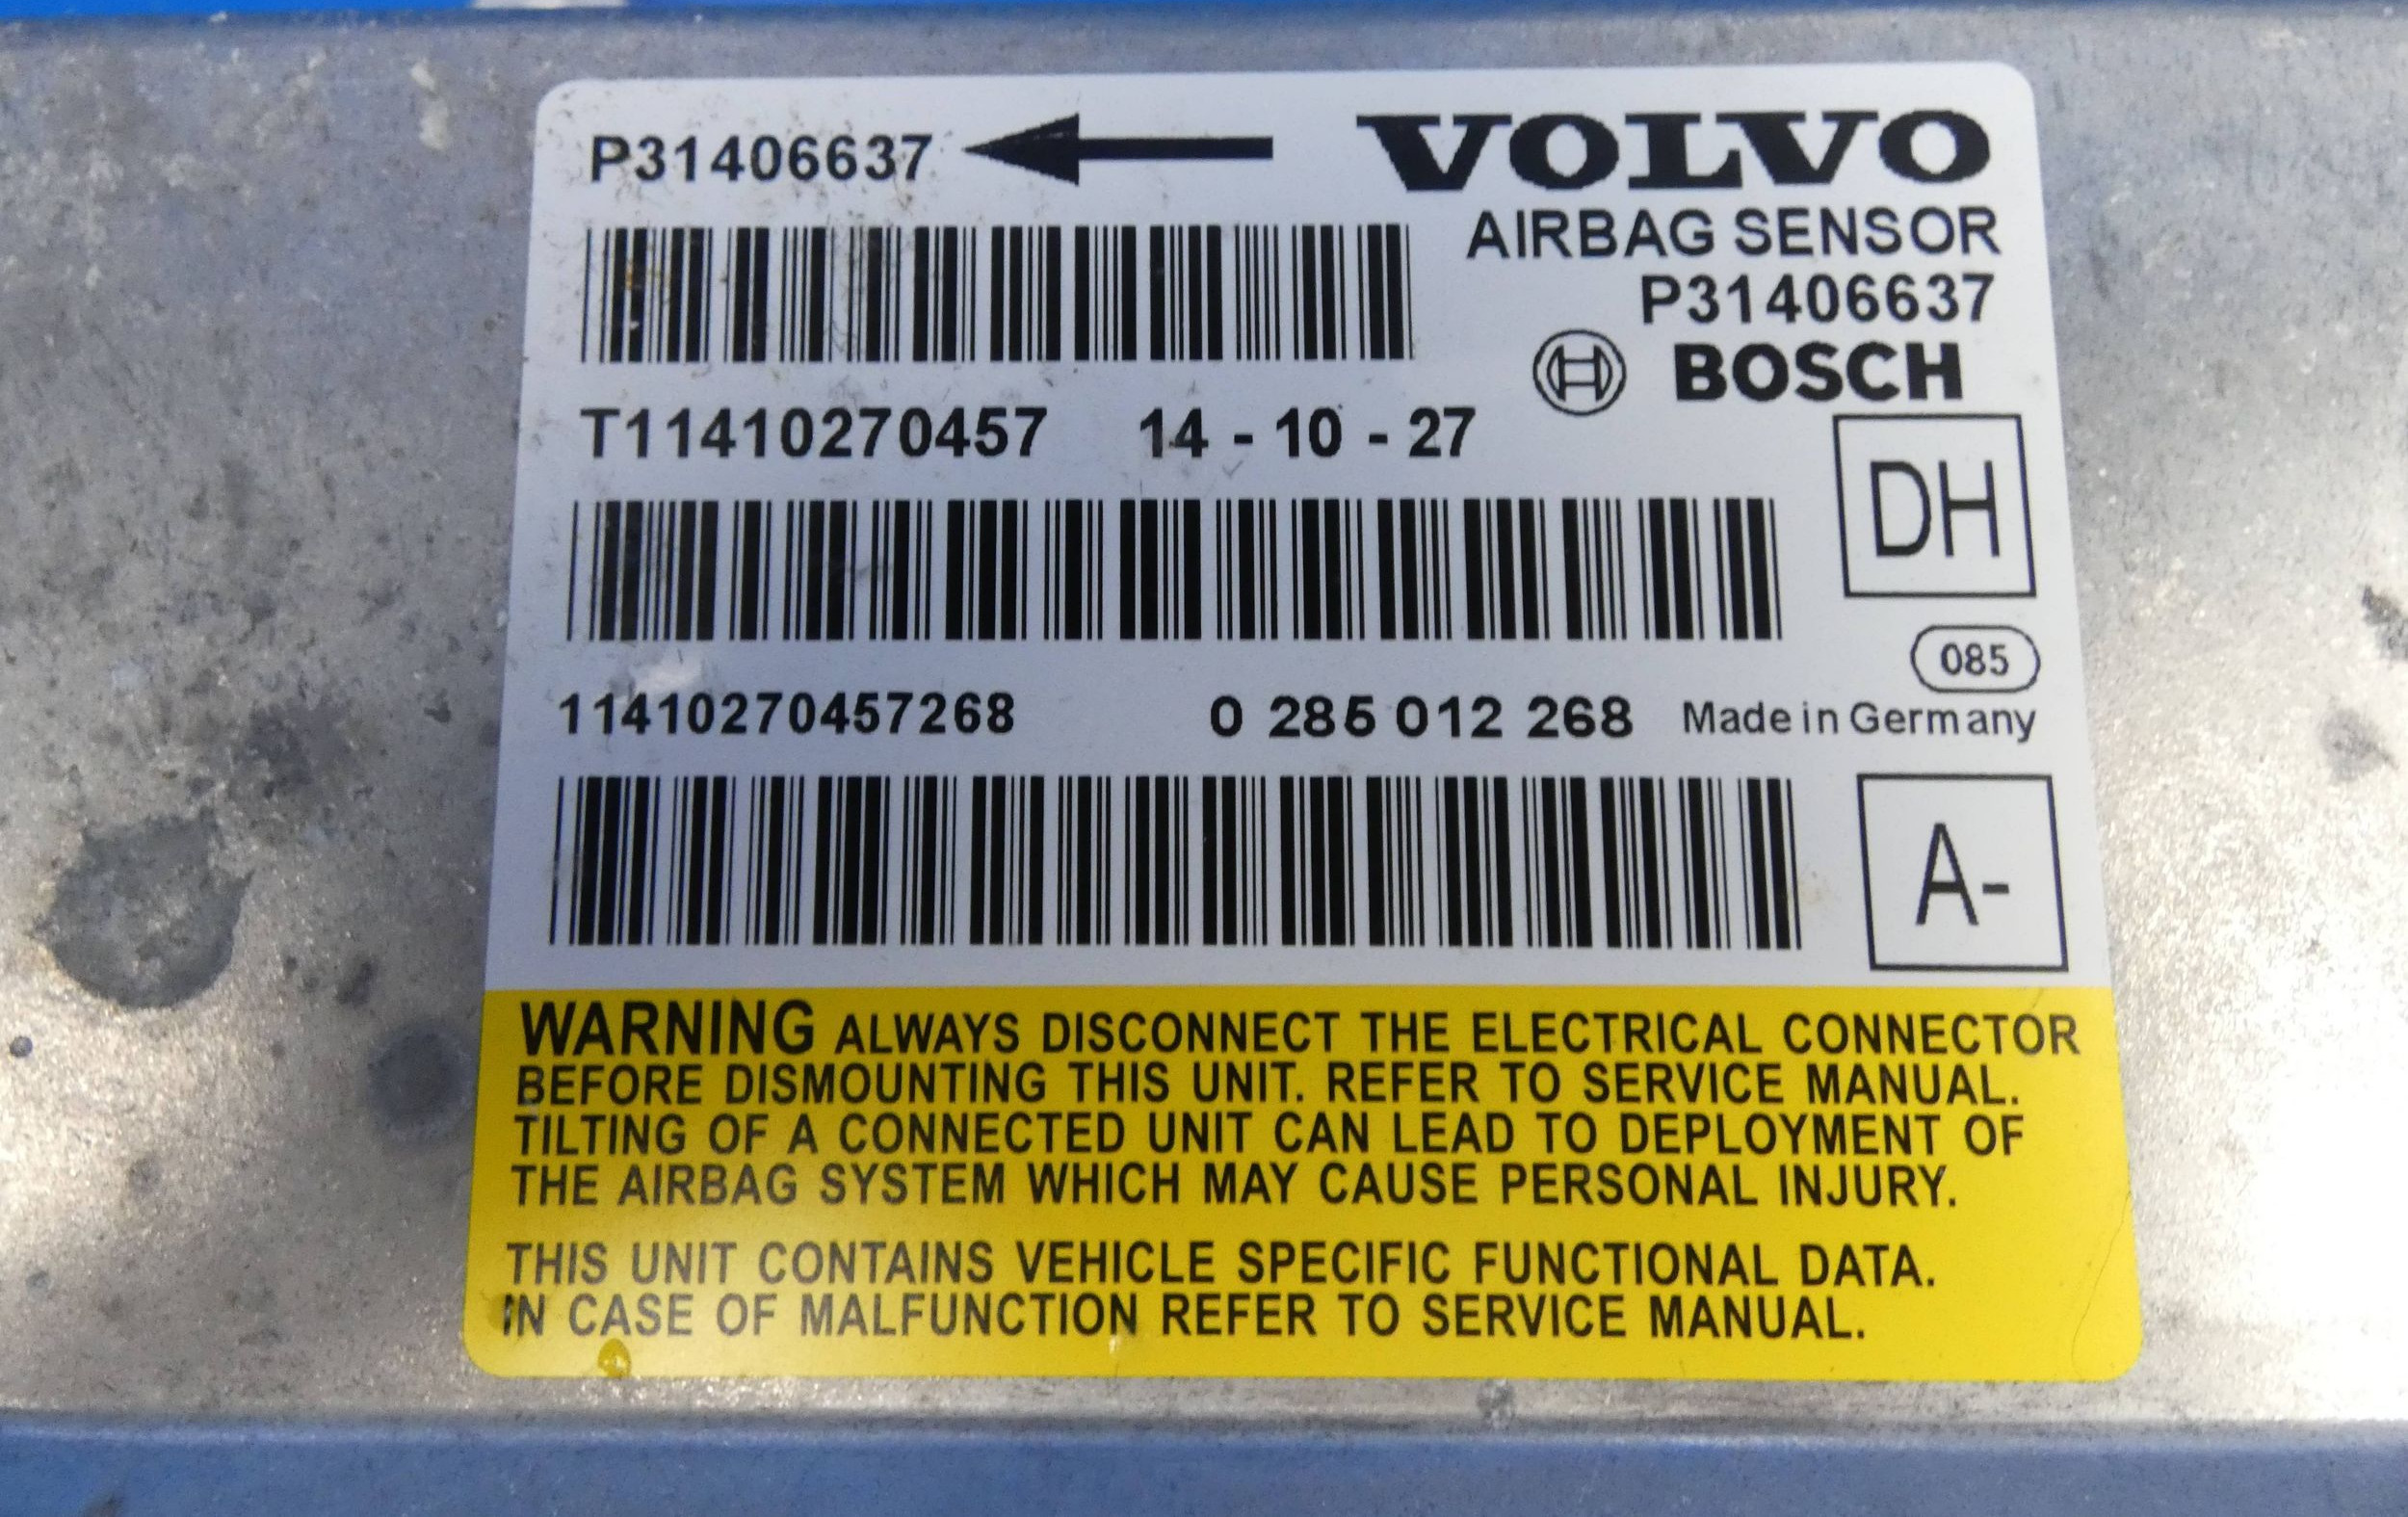 P31406637
VOLVO
AIRBAG SENSOR
P31406637
BOSCH
T11410270457 14 - 10 - 27
DH
085
11410270457268 0 285 012 268 Made in Germany
A-
WARNING ALWAYS DISCONNECT THE ELECTRICAL CONNECTOR
BEFORE DISMOUNTING THIS UNIT. REFER TO SERVICE MANUAL.
TILTING OF A CONNECTED UNIT CAN LEAD TO DEPLOYMENT OF
THE AIRBAG SYSTEM WHICH MAY CAUSE PERSONAL INJURY.
THIS UNIT CONTAINS VEHICLE SPECIFIC FUNCTIONAL DATA.
IN CASE OF MALFUNCTION REFER TO SERVICE MANUAL.